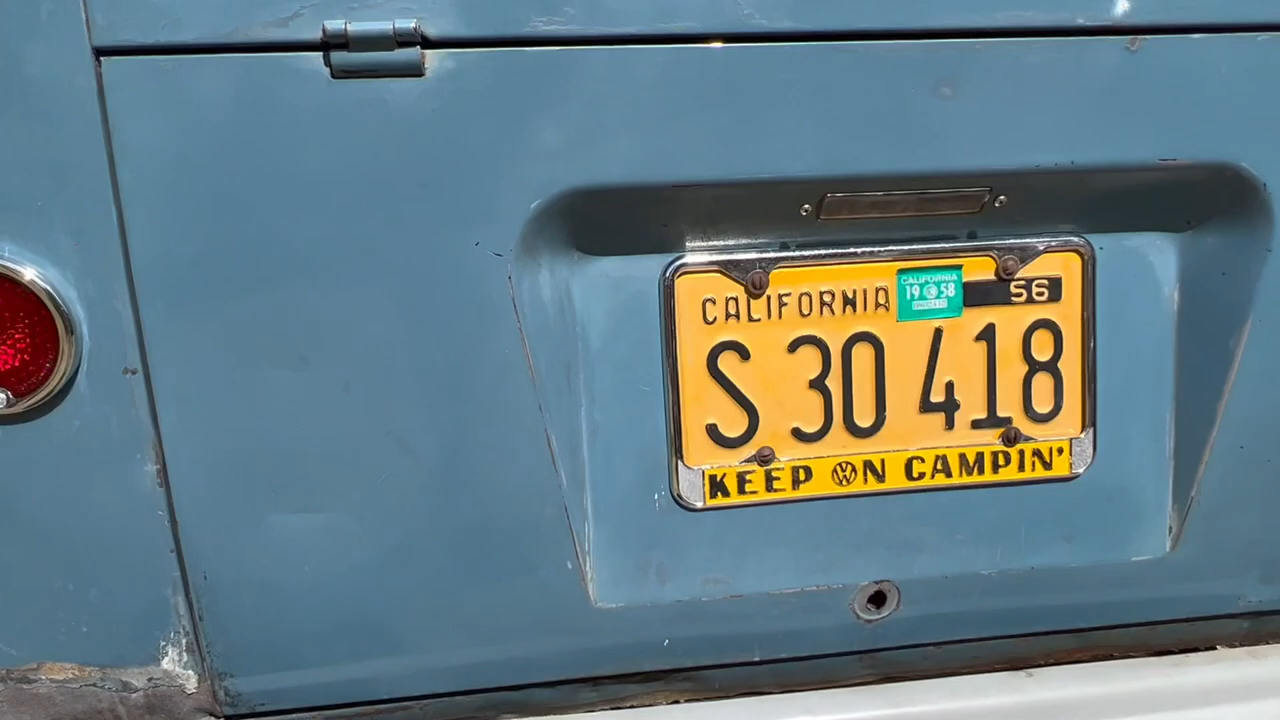 CALIFORNIA
CALIFORNIA
19 58
56
S 30 418
KEEP ON CAMPIN'